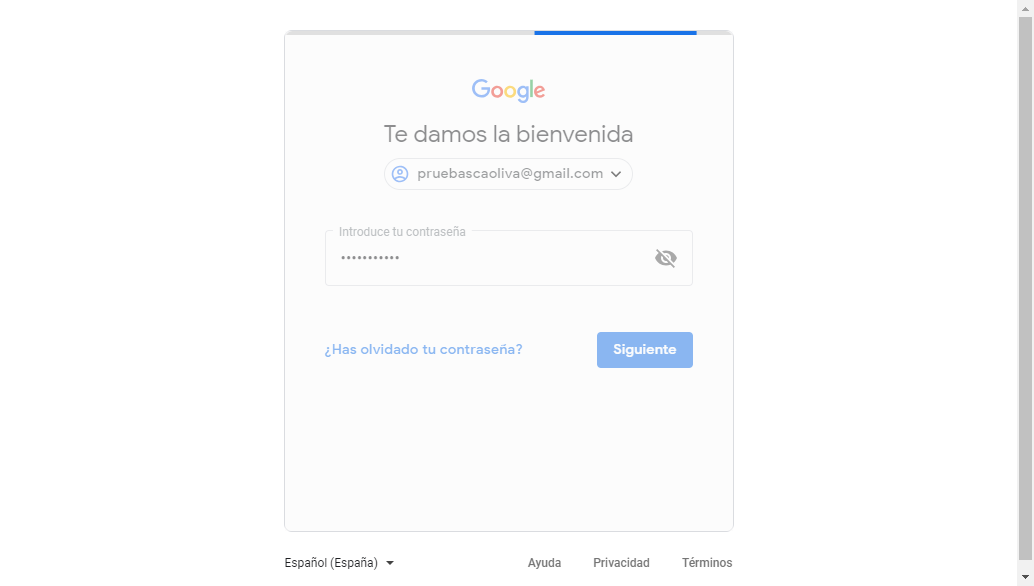 Google
Te damos la bienvenida
pruebascaoliva@gmail.com
Introduce tu contraseña
•••••••••••
¿Has olvidado tu contraseña?
Siguiente
Español (España)
Ayuda
Privacidad
Términos